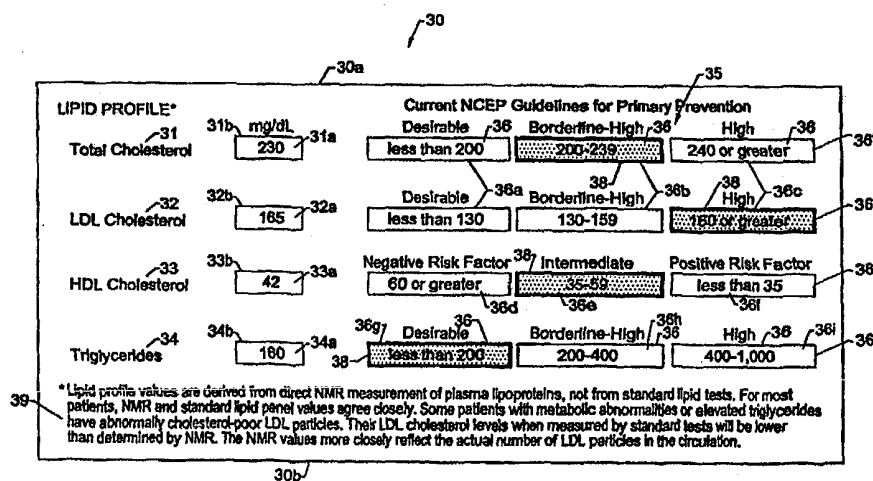 30
30a
35
LIPID PROFILE* Current NCEP Guidelines for Primary Prevention
31 31b mg/dL 31a Desirable 36 Borderline-High 36 High 36
Total Cholesterol 230 less than 200 200-239 240 or greater 36
38 36a 36b 38 36c
32 32b 32a Desirable Borderline-High High
LDL Cholesterol 165 less than 130 130-159 160 or greater 36
33 33b 33a Negative Risk Factor 38 Intermediate Positive Risk Factor
HDL Cholesterol 42 60 or greater 35-59 less than 35 38
36d 36e 36f
34 34b 34a 36g Desirable 36 Borderline-High 36h 36 High 36 36i
Triglycerides 160 38 less than 200 200-400 400-1,000 36
* Lipid profile values are derived from direct NMR measurement of plasma lipoproteins, not from standard lipid tests. For most
39 patients, NMR and standard lipid panel values agree closely. Some patients with metabolic abnormalities or elevated triglycerides
have abnormally cholesterol-poor LDL particles. Their LDL cholesterol levels when measured by standard tests will be lower
than determined by NMR. The NMR values more closely reflect the actual number of LDL particles in the circulation.
30b